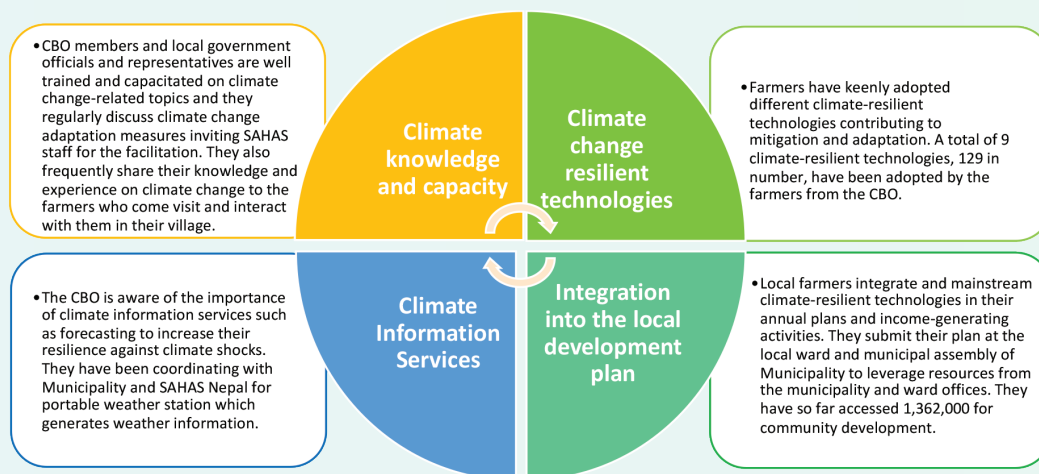 •CBO members and local government
officials and representatives are well
trained and capacitated on climate
change-related topics and they
regularly discuss climate change
adaptation measures inviting SAHAS
staff for the facilitation. They also
frequently share their knowledge and
experience on climate change to the
farmers who come visit and interact
with them in their village.
Climate
knowledge
and capacity
Climate
change
resilient
technologies
•Farmers have keenly adopted
different climate-resilient
technologies contributing to
mitigation and adaptation. A total of 9
climate-resilient technologies, 129 in
number, have been adopted by the
farmers from the CBO.
•The CBO is aware of the importance
of climate information services such
as forecasting to increase their
resilience against climate shocks.
They have been coordinating with
Municipality and SAHAS Nepal for
portable weather station which
generates weather information.
Climate
Information
Services
Integration
into the local
development
plan
•Local farmers integrate and mainstream
climate-resilient technologies in their
annual plans and income-generating
activities. They submit their plan at the
local ward and municipal assembly of
Municipality to leverage resources from
the municipality and ward offices. They
have so far accessed 1,362,000 for
community development.